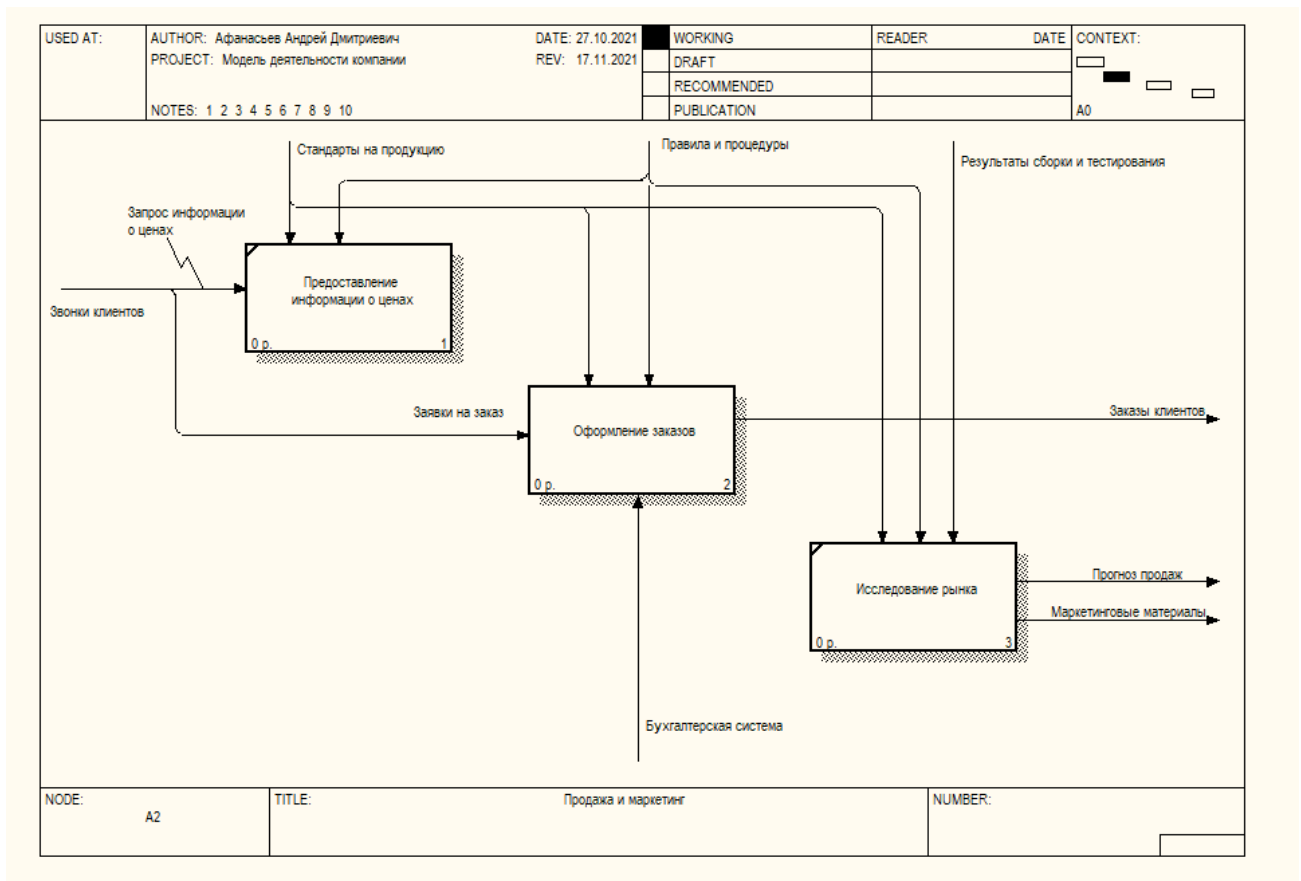 USED AT:
AUTHOR: Афанасьев Андрей Дмитриевич
DATE: 27.10.2021
WORKING
READER
DATE
CONTEXT:
PROJECT: Модель деятельности компании
REV: 17.11.2021
DRAFT
RECOMMENDED
NOTES: 1 2 3 4 5 6 7 8 9 10
PUBLICATION
A0
Стандарты на продукцию
Правила и процедуры
Результаты сборки и тестирования
Запрос информации
о ценах
Предоставление
информации о ценах
Звонки клиентов
0 р.
1
Заявки на заказ
Заказы клиентов
Оформление заказов
0 р.
2
Прогноз продаж
Исследование рынка
Маркетинговые материалы
0 р.
3
Бухгалтерская система
NODE:
TITLE:
Продажа и маркетинг
NUMBER:
A2